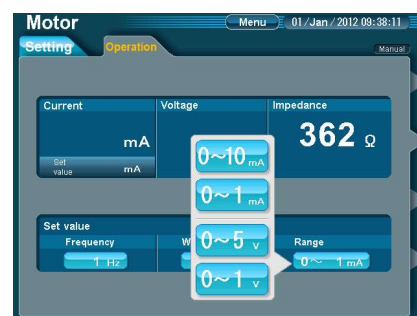 Motor
Menu
01/Jan/2012 09:38:11
Setting
Operation
Manual
Current
Voltage
Impedance
mA
362 Ω
Set value
mA
0~10 mA
0~1 mA
0~5 V
0~1 V
Set value
Frequency
W
Range
1 Hz
0~ 1 mA